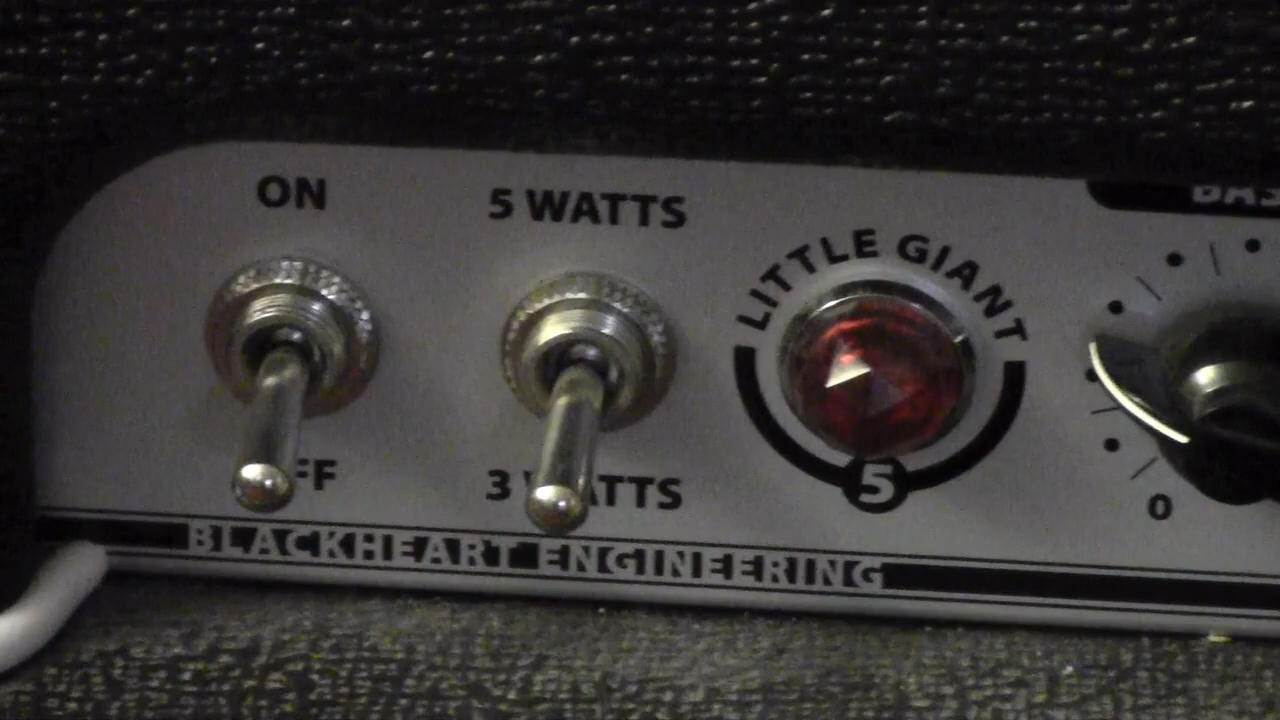 ON
5 WATTS
LITTLE GIANT
5
0
3 WATTS
BLACKHEART ENGINEERING